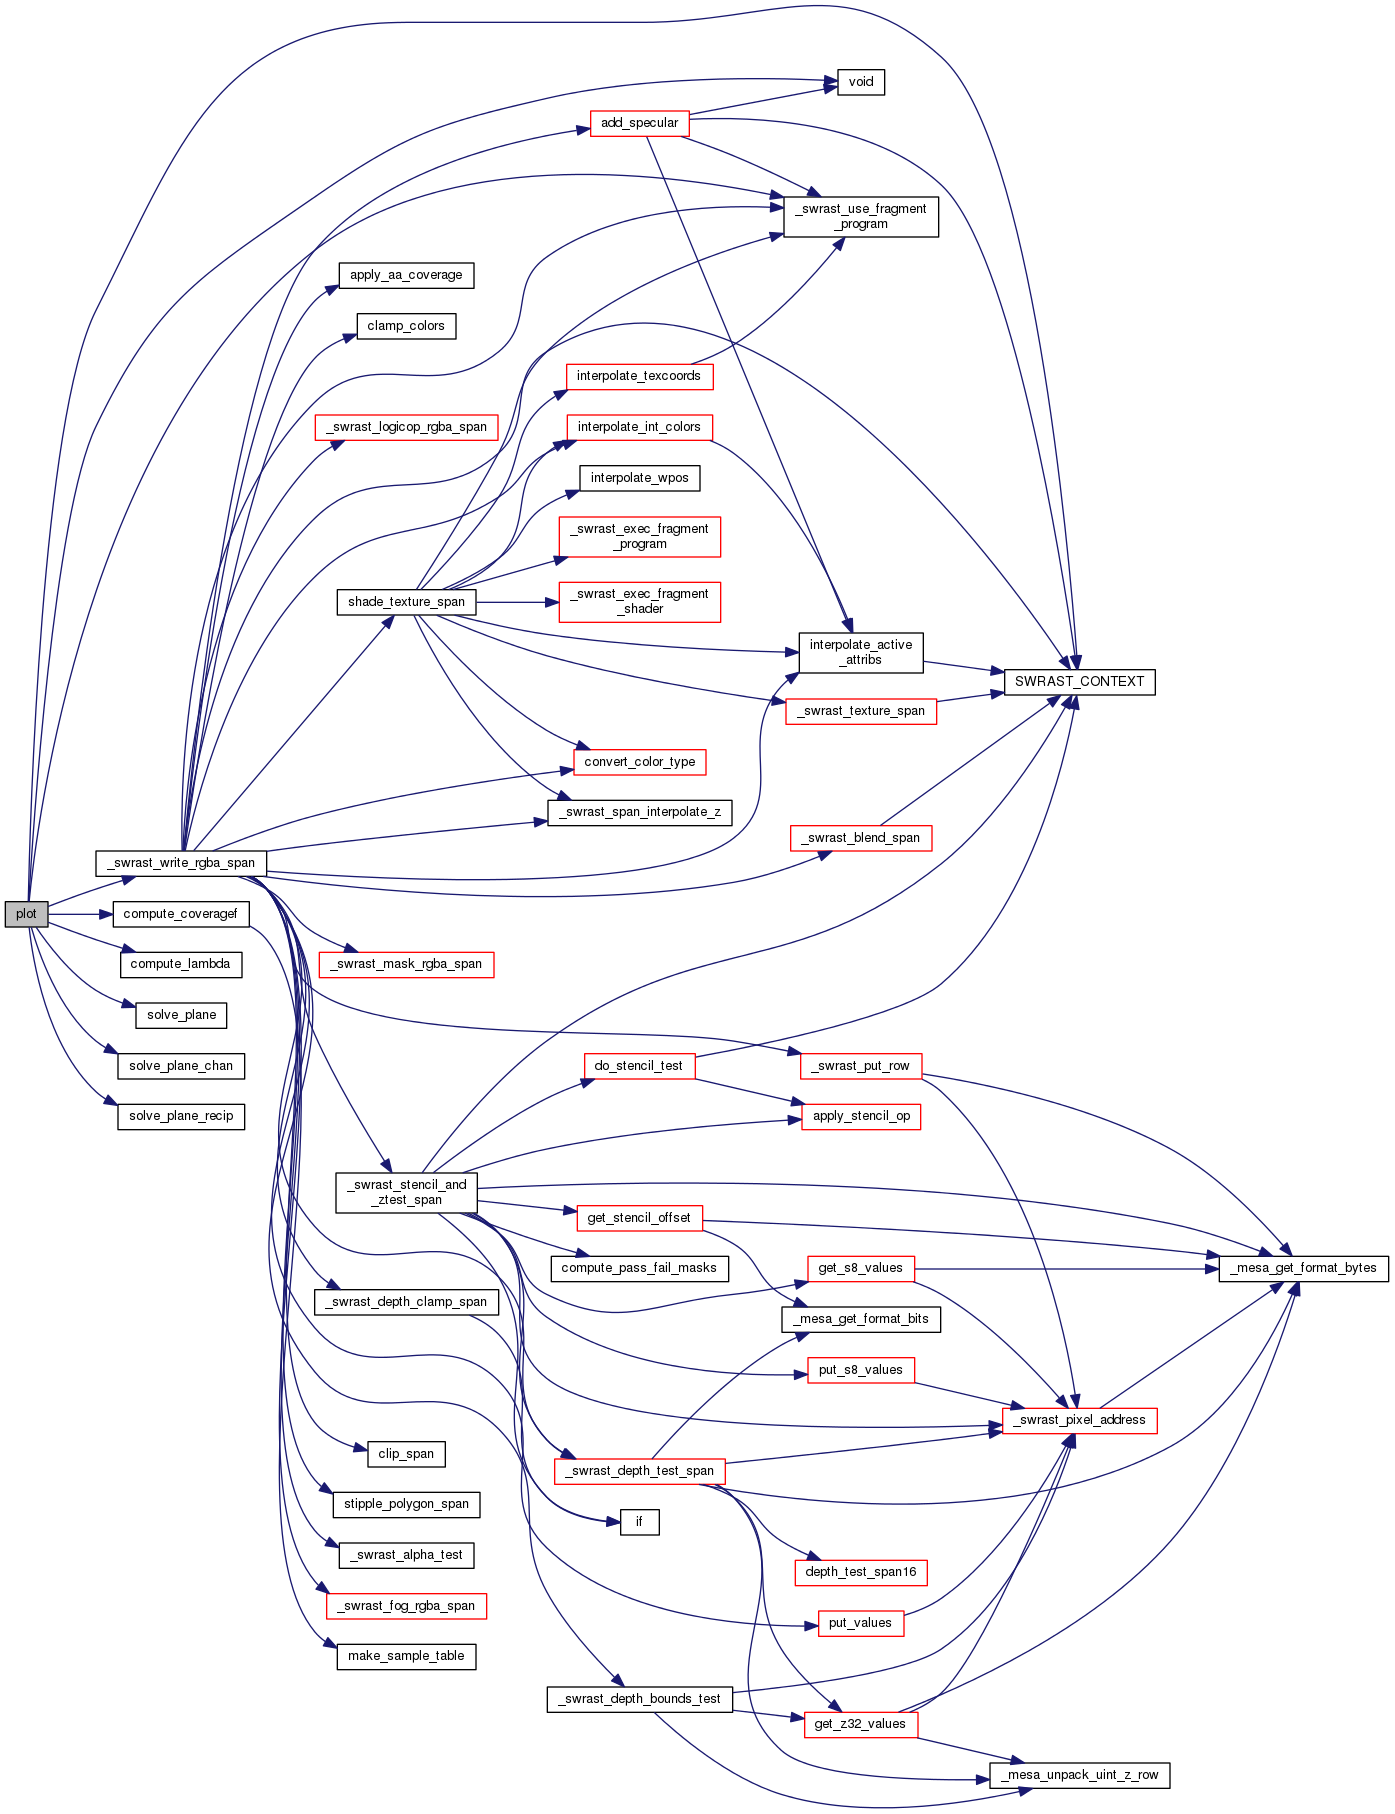 void
add_specular
_swrast_use_fragment
_program
apply_aa_coverage
clamp_colors
interpolate_texcoords
_swrast_logicop_rgba_span
interpolate_int_colors
interpolate_wpos
_swrast_exec_fragment
_program
shade_texture_span
_swrast_exec_fragment
_shader
interpolate_active
_attribs
SWRAST_CONTEXT
_swrast_texture_span
convert_color_type
_swrast_span_interpolate_z
_swrast_blend_span
_swrast_write_rgba_span
plot
compute_coveragef
compute_lambda
_swrast_mask_rgba_span
solve_plane
solve_plane_chan
do_stencil_test
_swrast_put_row
solve_plane_recip
apply_stencil_op
_swrast_stencil_and
_ztest_span
get_stencil_offset
compute_pass_fail_masks
get_s8_values
_mesa_get_format_bytes
_swrast_depth_clamp_span
_mesa_get_format_bits
put_s8_values
_swrast_pixel_address
clip_span
_swrast_depth_test_span
stipple_polygon_span
if
_swrast_alpha_test
depth_test_span16
_swrast_fog_rgba_span
put_values
make_sample_table
_swrast_depth_bounds_test
get_z32_values
_mesa_unpack_uint_z_row